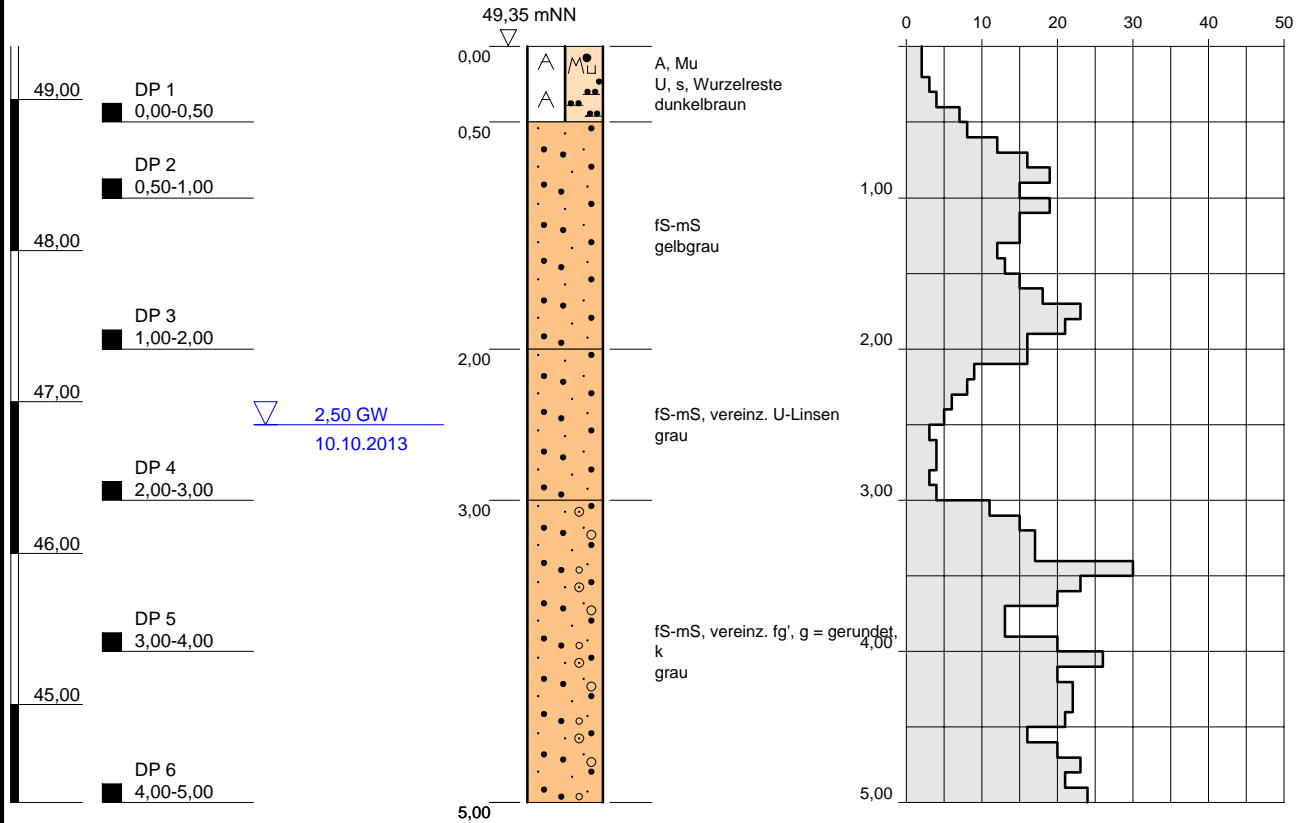 49,35 mNN
49,00
48,00
47,00
46,00
45,00
DP 1
0,00-0,50
DP 2
0,50-1,00
DP 3
1,00-2,00
DP 4
2,00-3,00
DP 5
3,00-4,00
DP 6
4,00-5,00
2,50 GW
10.10.2013
0,00
0,50
2,00
3,00
5,00
A
A
Mu
A, Mu
U, s, Wurzelreste
dunkelbraun
fS-mS
gelbgrau
fS-mS, vereinz. U-Linsen
grau
fS-mS, vereinz. fg', g = gerundet,
k
grau
0 10 20 30 40 50
1,00
2,00
3,00
4,00
5,00